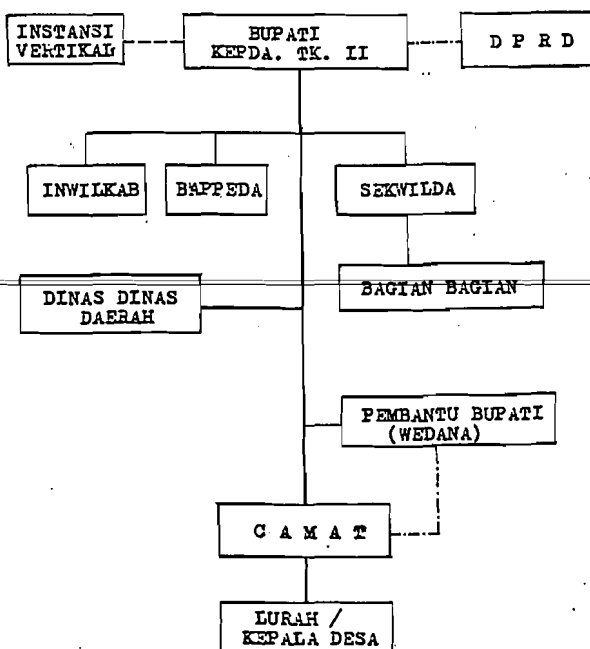 INSTANSI
VERTIKAL
BUPATI
KEPDA. TK. II
D P R D
INWILKAB
BAPPEDA
SEKWILDA
DINAS DINAS
DAERAH
BAGIAN BAGIAN
PEMBANTU BUPATI
(WEDANA)
C A M A T
LURAH /
KEPALA DESA